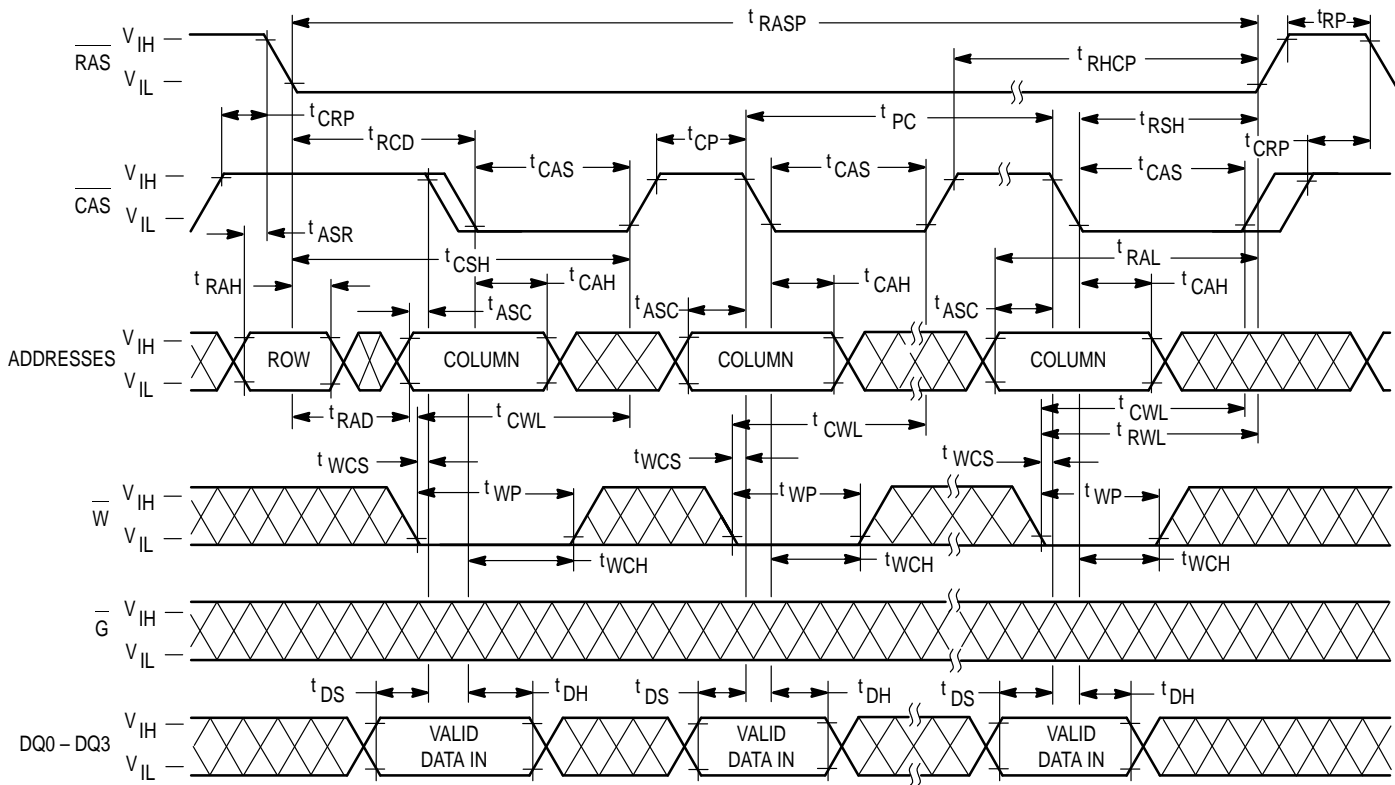 t RASP
t RP
V IH
RAS
V IL
t RHCP
t CRP
t RCD
t CP
t PC
t RSH
t CRP
V IH
CAS
V IL
t CAS
t CAS
t CAS
t ASR
t CSH
t RAL
t RAH
t ASC
t CAH
t ASC
t CAH
t ASC
t CAH
ADDRESSES
V IH
V IL
ROW
COLUMN
COLUMN
COLUMN
t RAD
t CWL
t CWL
t CWL
t RWL
t WCS
t WCS
t WCS
V IH
W
V IL
t WP
t WP
t WP
t WCH
t WCH
t WCH
V IH
G
V IL
t DS
t DH
t DS
t DH
t DS
t DH
DQ0 – DQ3
V IH
V IL
VALID
DATA IN
VALID
DATA IN
VALID
DATA IN